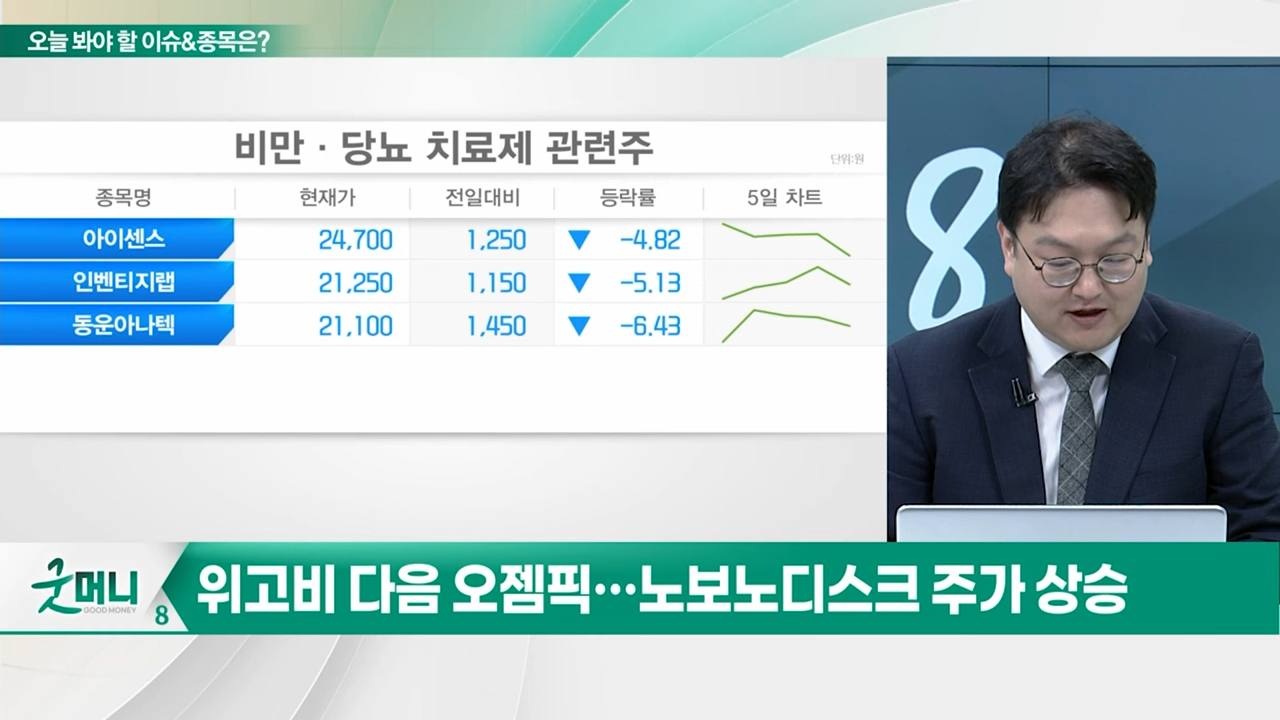 오늘 봐야 할 이슈&종목은?
비만 · 당뇨 치료제 관련주
단위:원
종목명 현재가 전일대비 등락률 5일 차트
아이센스 24,700 1,250 ▼ -4.82
인벤티지랩 21,250 1,150 ▼ -5.13
동운아나텍 21,100 1,450 ▼ -6.43
8
굿머니
GOOD MONEY
8
위고비 다음 오젬픽…노보노디스크 주가 상승